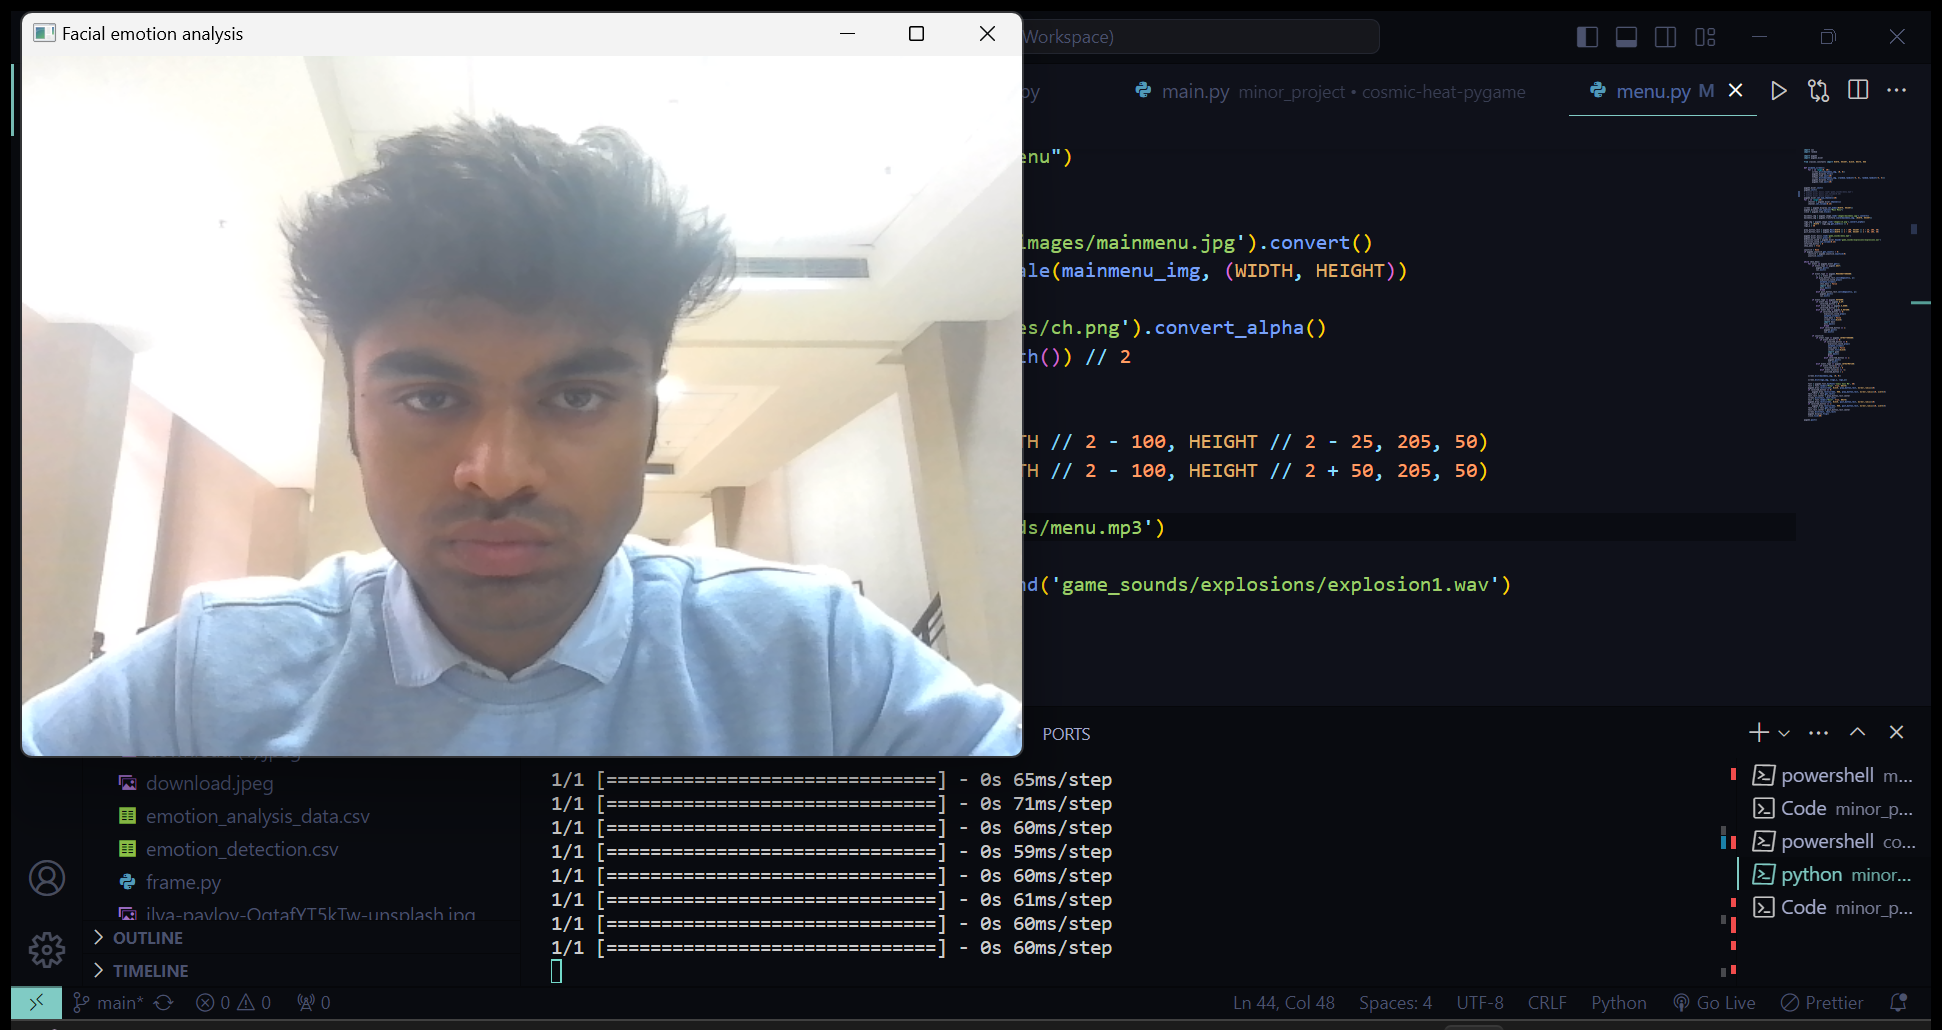 Facial emotion analysis
Workspace)
py
main.py minor_project • cosmic-heat-pygame
menu.py M
enu")
images/mainmenu.jpg').convert()
ale(mainmenu_img, (WIDTH, HEIGHT))
es/ch.png').convert_alpha()
th()) // 2
TH // 2 - 100, HEIGHT // 2 - 25, 205, 50)
TH // 2 - 100, HEIGHT // 2 + 50, 205, 50)
ds/menu.mp3')
nd('game_sounds/explosions/explosion1.wav')
PORTS
download.jpeg
emotion_analysis_data.csv
emotion_detection.csv
frame.py
OUTLINE
TIMELINE
1/1 [==============================] - 0s 65ms/step
1/1 [==============================] - 0s 71ms/step
1/1 [==============================] - 0s 60ms/step
1/1 [==============================] - 0s 59ms/step
1/1 [==============================] - 0s 60ms/step
1/1 [==============================] - 0s 61ms/step
1/1 [==============================] - 0s 60ms/step
1/1 [==============================] - 0s 60ms/step
powershell m...
Code minor_p...
powershell co...
python minor...
Code minor_p...
main* 0 0 0
Ln 44, Col 48 Spaces: 4 UTF-8 CRLF Python Go Live Prettier